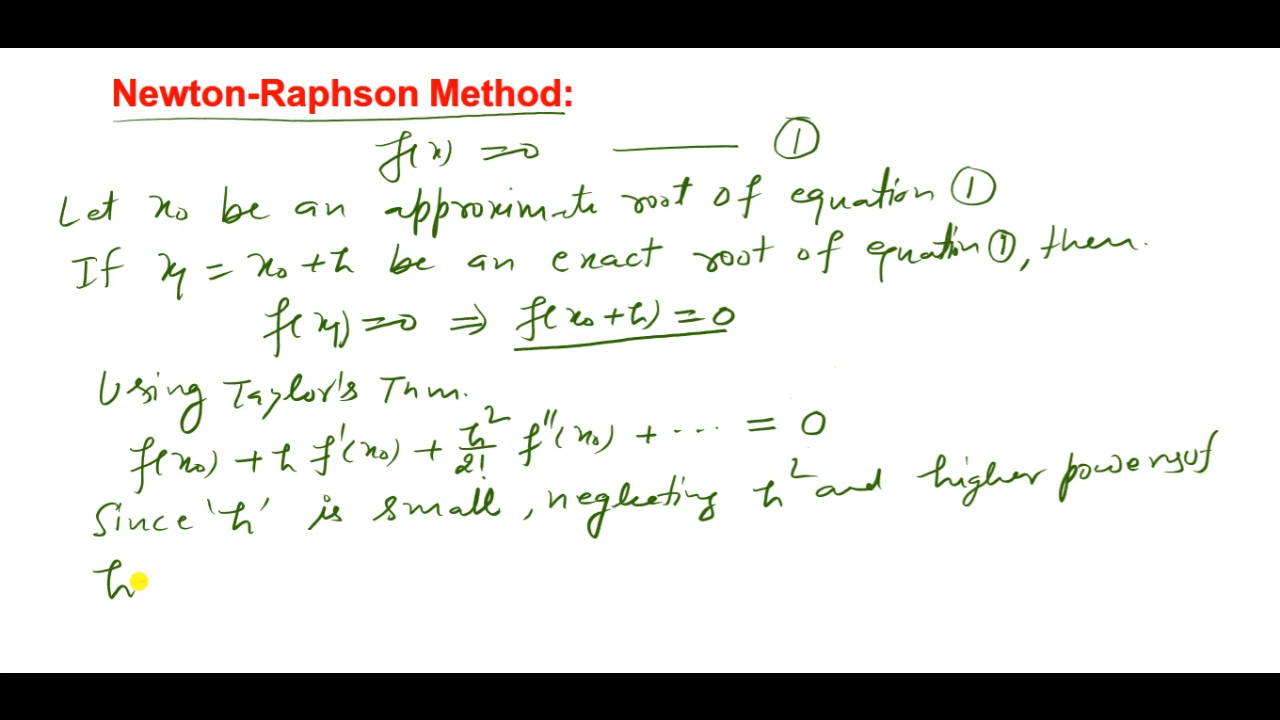 Newton-Raphson Method:
f(x) = 0 —— ①
Let x₀ be an approximate root of equation ①
If x₁ = x₀ + h be an exact root of equation ①, then.
f(x₁) = 0 ⇒ f(x₀ + h) = 0
Using Taylor's Thm.
f(x₀) + h f'(x₀) + h²/2! f''(x₀) + ... = 0
Since 'h' is small, neglecting h² and higher powers of
h